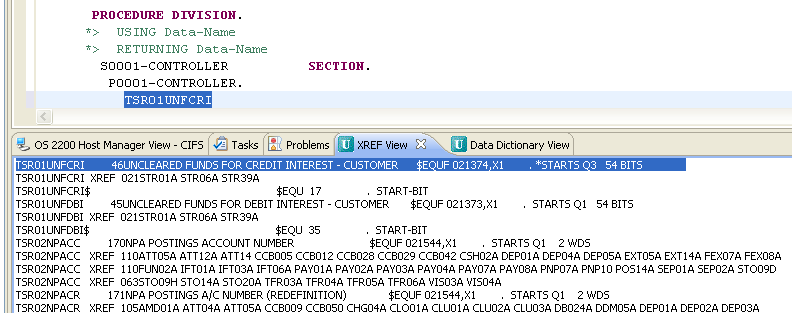 PROCEDURE DIVISION.
*> USING Data-Name
*> RETURNING Data-Name
S0001-CONTROLLER SECTION.
P0001-CONTROLLER.
TSR01UNFCRI
OS 2200 Host Manager View - CIFS Tasks Problems XREF View Data Dictionary View
TSR01UNFCRI 46UNCLEARED FUNDS FOR CREDIT INTEREST - CUSTOMER $EQUF 021374,X1 . *STARTS Q3 54 BITS
TSR01UNFCRI XREF 021STR01A STR06A STR39A
TSR01UNFCRI$ $EQU 17 . START-BIT
TSR01UNFDBI 45UNCLEARED FUNDS FOR DEBIT INTEREST - CUSTOMER $EQUF 021373,X1 . STARTS Q1 54 BITS
TSR01UNFDBI XREF 021STR01A STR06A STR39A
TSR01UNFDBI$ $EQU 35 . START-BIT
TSR02NPACC 170NPA POSTINGS ACCOUNT NUMBER $EQUF 021544,X1 . STARTS Q1 2 WDS
TSR02NPACC XREF 110ATT05A ATT12A ATT14 CCB005 CCB012 CCB028 CCB029 CCB042 CSH02A DEP01A DEP04A DEP05A EXT05A EXT14A FEX07A FEX08A
TSR02NPACC XREF 110FUN02A IFT01A IFT03A IFT06A PAY01A PAY02A PAY03A PAY04A PAY07A PAY08A PNP07A PNP10 POS14A SEP01A SEP02A STO09D
TSR02NPACC XREF 063STO09H STO14A STO20A TFR03A TFR04A TFR05A TFR06A VIS03A VIS04A
TSR02NPACR 171NPA POSTINGS A/C NUMBER (REDEFINITION) $EQUF 021544,X1 . STARTS Q1 2 WDS
TSR02NPACR XREF 105AMD01A ATT04A ATT05A CCB009 CCB050 CHG04A CLO01A CLU01A CLU02A CLU03A DB024A DDM05A DEP01A DEP02A DEP03A